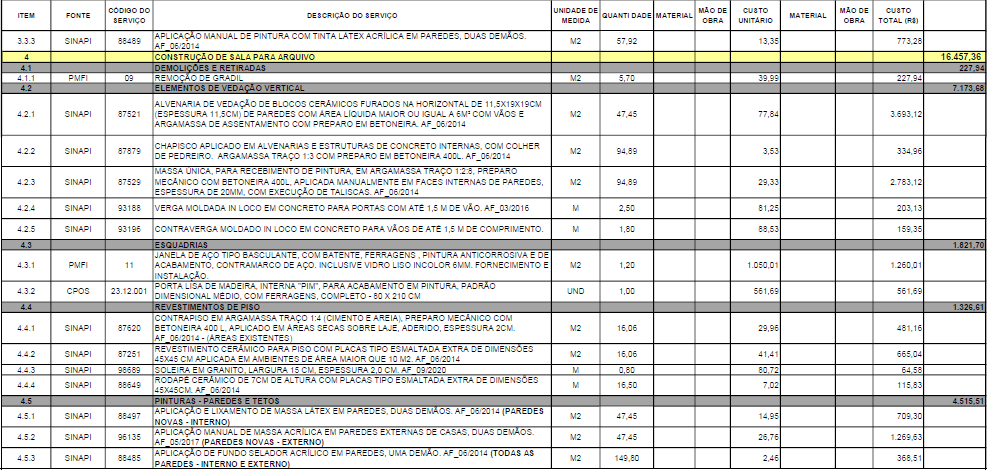 ITEM FONTE CÓDIGO DO SERVIÇO DESCRIÇÃO DO SERVIÇO UNIDADE DE MEDIDA QUANTI DADE MATERIAL MÃO DE OBRA CUSTO UNITÁRIO MATERIAL MÃO DE OBRA CUSTO TOTAL (R$)
3.3.3 SINAPI 88489 APLICAÇÃO MANUAL DE PINTURA COM TINTA LÁTEX ACRÍLICA EM PAREDES, DUAS DEMÃOS. M2 57,92 13,35 773,28
AF_06/2014
4 CONSTRUÇÃO DE SALA PARA ARQUIVO 16.457,36
4.1 DEMOLIÇÕES E RETIRADAS 227,94
4.1.1 PMFI 09 REMOÇÃO DE GRADIL M2 5,70 39,99 227,94
4.2 ELEMENTOS DE VEDAÇÃO VERTICAL 7.173,68
4.2.1 SINAPI 87521 ALVENARIA DE VEDAÇÃO DE BLOCOS CERÂMICOS FURADOS NA HORIZONTAL DE 11,5X19X19CM
(ESPESSURA 11,5CM) DE PAREDES COM ÁREA LÍQUIDA MAIOR OU IGUAL A 6M² COM VÃOS E M2 47,45 77,84 3.693,12
ARGAMASSA DE ASSENTAMENTO COM PREPARO EM BETONEIRA. AF_06/2014
4.2.2 SINAPI 87879 CHAPISCO APLICADO EM ALVENARIAS E ESTRUTURAS DE CONCRETO INTERNAS, COM COLHER M2 94,89 3,53 334,96
DE PEDREIRO. ARGAMASSA TRAÇO 1:3 COM PREPARO EM BETONEIRA 400L. AF_06/2014
4.2.3 SINAPI 87529 MASSA ÚNICA, PARA RECEBIMENTO DE PINTURA, EM ARGAMASSA TRAÇO 1:2:8, PREPARO
MECÂNICO COM BETONEIRA 400L, APLICADA MANUALMENTE EM FACES INTERNAS DE PAREDES, M2 94,89 29,33 2.783,12
ESPESSURA DE 20MM, COM EXECUÇÃO DE TALISCAS. AF_06/2014
4.2.4 SINAPI 93188 VERGA MOLDADA IN LOCO EM CONCRETO PARA PORTAS COM ATÉ 1,5 M DE VÃO. AF_03/2016 M 2,50 81,25 203,13
4.2.5 SINAPI 93196 CONTRAVERGA MOLDADO IN LOCO EM CONCRETO PARA VÃOS DE ATÉ 1,5 M DE COMPRIMENTO. M 1,80 88,53 159,35
4.3 ESQUADRIAS 1.821,70
4.3.1 PMFI 11 JANELA DE AÇO TIPO BASCULANTE, COM BATENTE, FERRAGENS , PINTURA ANTICORROSIVA E DE
ACABAMENTO, CONTRAMARCO DE AÇO. INCLUSIVE VIDRO LISO INCOLOR 6MM. FORNECIMENTO E M2 1,20 1.050,01 1.260,01
INSTALAÇÃO.
4.3.2 CPOS 23.12.001 PORTA LISA DE MADEIRA, INTERNA "PIM", PARA ACABAMENTO EM PINTURA, PADRÃO UND 1,00 561,69 561,69
DIMENSIONAL MÉDIO, COM FERRAGENS, COMPLETO - 80 X 210 CM
4.4 REVESTIMENTOS DE PISO 1.326,61
4.4.1 SINAPI 87620 CONTRAPISO EM ARGAMASSA TRAÇO 1:4 (CIMENTO E AREIA), PREPARO MECÂNICO COM
BETONEIRA 400 L, APLICADO EM ÁREAS SECAS SOBRE LAJE, ADERIDO, ESPESSURA 2CM. M2 16,06 29,96 481,16
AF_06/2014 - (ÁREAS EXISTENTES)
4.4.2 SINAPI 87251 REVESTIMENTO CERÂMICO PARA PISO COM PLACAS TIPO ESMALTADA EXTRA DE DIMENSÕES M2 16,06 41,41 665,04
45X45 CM APLICADA EM AMBIENTES DE ÁREA MAIOR QUE 10 M2. AF_06/2014
4.4.3 SINAPI 98689 SOLEIRA EM GRANITO, LARGURA 15 CM, ESPESSURA 2,0 CM. AF_09/2020 M 0,80 80,72 64,58
4.4.4 SINAPI 88649 RODAPÉ CERÂMICO DE 7CM DE ALTURA COM PLACAS TIPO ESMALTADA EXTRA DE DIMENSÕES M 16,50 7,02 115,83
45X45CM. AF_06/2014
4.5 PINTURAS - PAREDES E TETOS 4.515,51
4.5.1 SINAPI 88497 APLICAÇÃO E LIXAMENTO DE MASSA LÁTEX EM PAREDES, DUAS DEMÃOS. AF_06/2014 (PAREDES M2 47,45 14,95 709,30
NOVAS - INTERNO)
4.5.2 SINAPI 96135 APLICAÇÃO MANUAL DE MASSA ACRÍLICA EM PAREDES EXTERNAS DE CASAS, DUAS DEMÃOS. M2 47,45 26,76 1.269,63
AF_05/2017 (PAREDES NOVAS - EXTERNO)
4.5.3 SINAPI 88485 APLICAÇÃO DE FUNDO SELADOR ACRÍLICO EM PAREDES, UMA DEMÃO. AF_06/2014 (TODAS AS M2 149,80 2,46 368,51
PAREDES - INTERNO E EXTERNO)